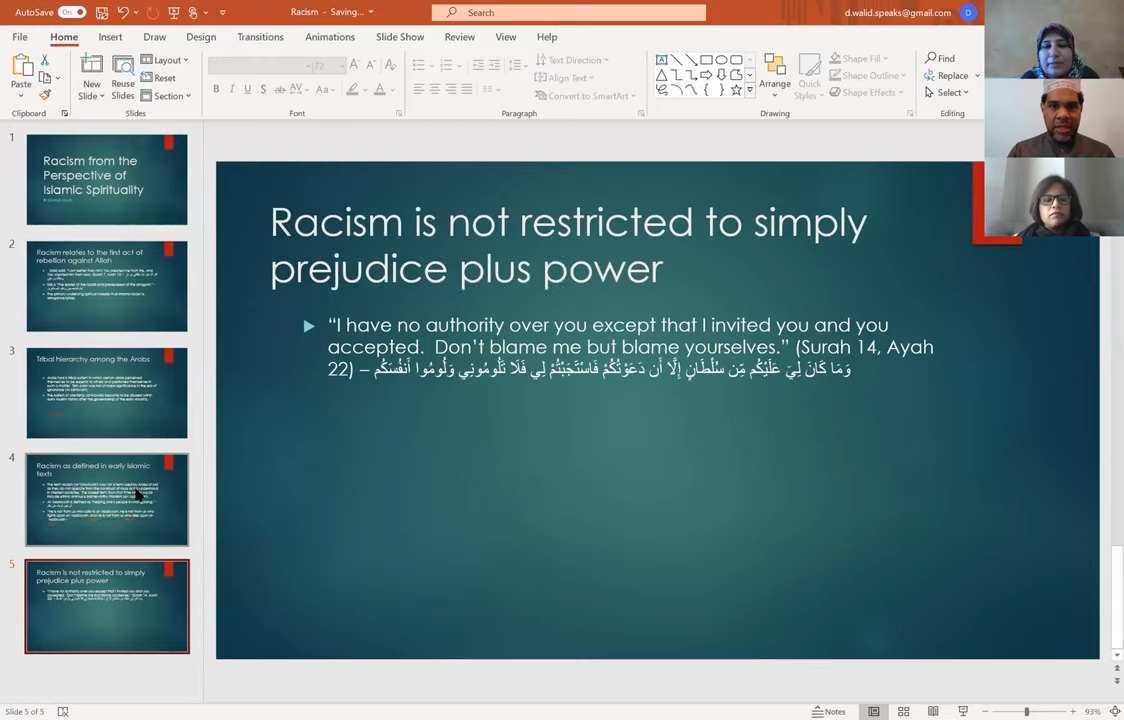 AutoSave On Racism - Saving... Search d.walid.speaks@gmail.com D
File Home Insert Draw Design Transitions Animations Slide Show Review View Help
Paste
Clipboard
New Slide
Reuse Slides
Layout
Reset
Section
Slides
72
B I U S ab AV Aa
Font
Text Direction
Align Text
Convert to SmartArt
Paragraph
Arrange
Quick Styles
Shape Fill
Shape Outline
Shape Effects
Drawing
Find
Replace
Select
Editing
1
Racism from the
Perspective of
Islamic Spirituality
2
Racism relates to the first act of
rebellion against Allah
3
Tribal hierarchy among the Arabs
4
Racism as defined in early Islamic
texts
5
Racism is not restricted to simply
prejudice plus power
Racism is not restricted to simply
prejudice plus power
“I have no authority over you except that I invited you and you
accepted. Don’t blame me but blame yourselves.” (Surah 14, Ayah
22) – وَمَا كَانَ لِيَ عَلَيْكُم مِّن سُلْطَانٍ إِلَّا أَن دَعَوْتُكُمْ فَاسْتَجَبْتُمْ لِي فَلَا تَلُومُونِي وَلُومُوا أَنفُسَكُم
Slide 5 of 5
Notes
93%